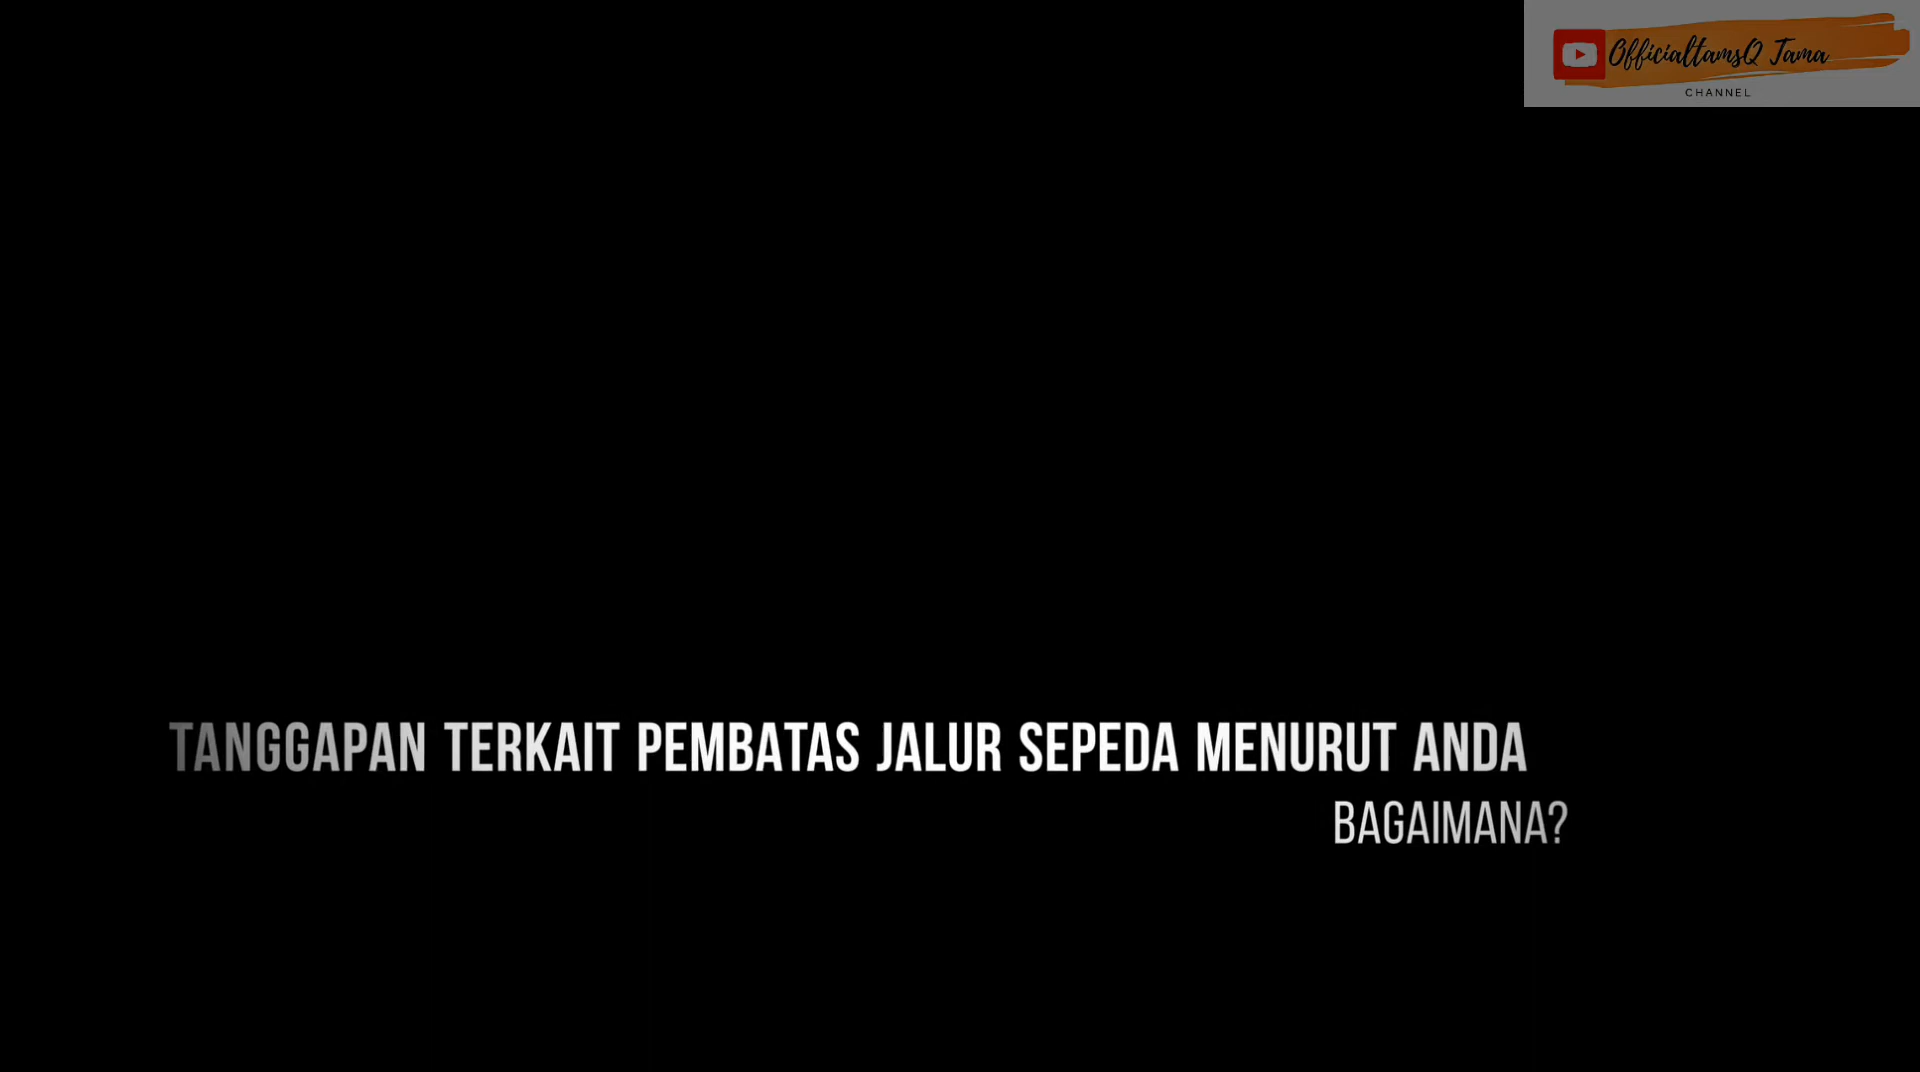 OfficialtamsQ Tama
CHANNEL
TANGGAPAN TERKAIT PEMBATAS JALUR SEPEDA MENURUT ANDA
BAGAIMANA?